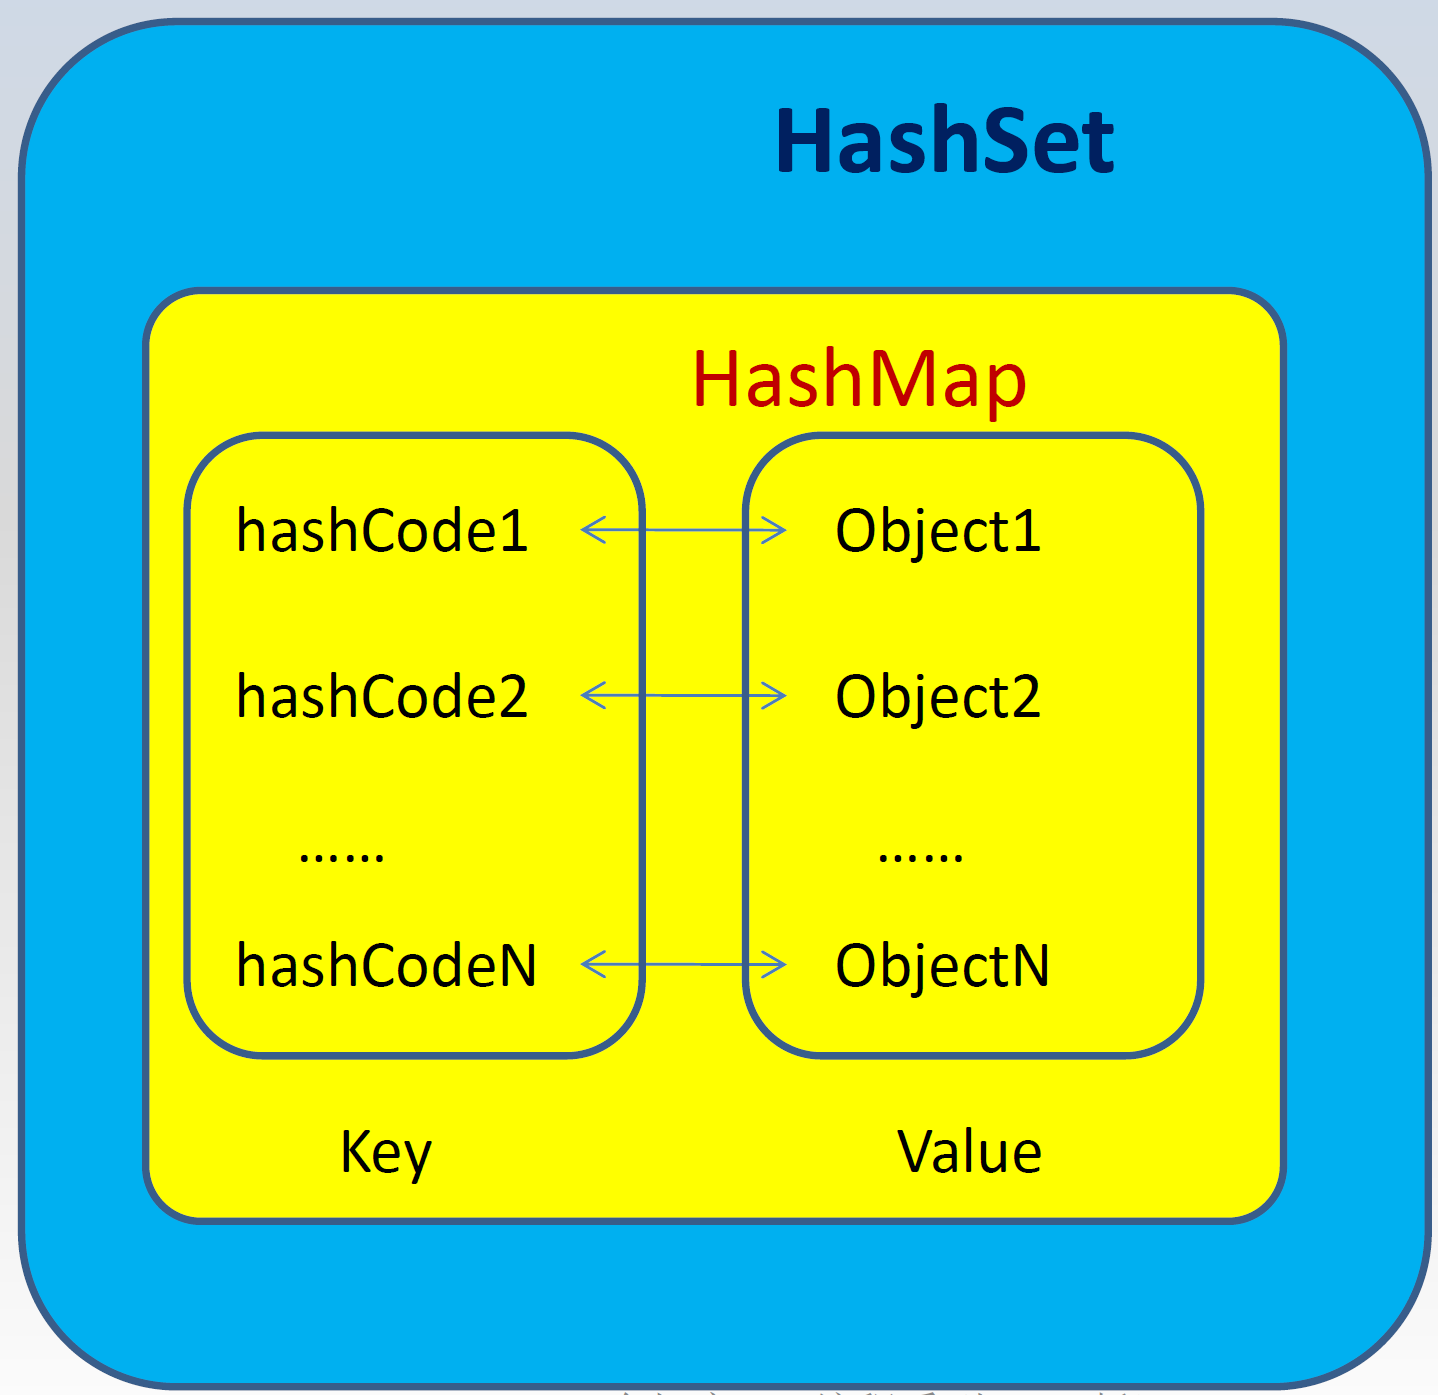 HashSet
HashMap
hashCode1 Object1
hashCode2 Object2
...... ......
hashCodeN ObjectN
Key Value